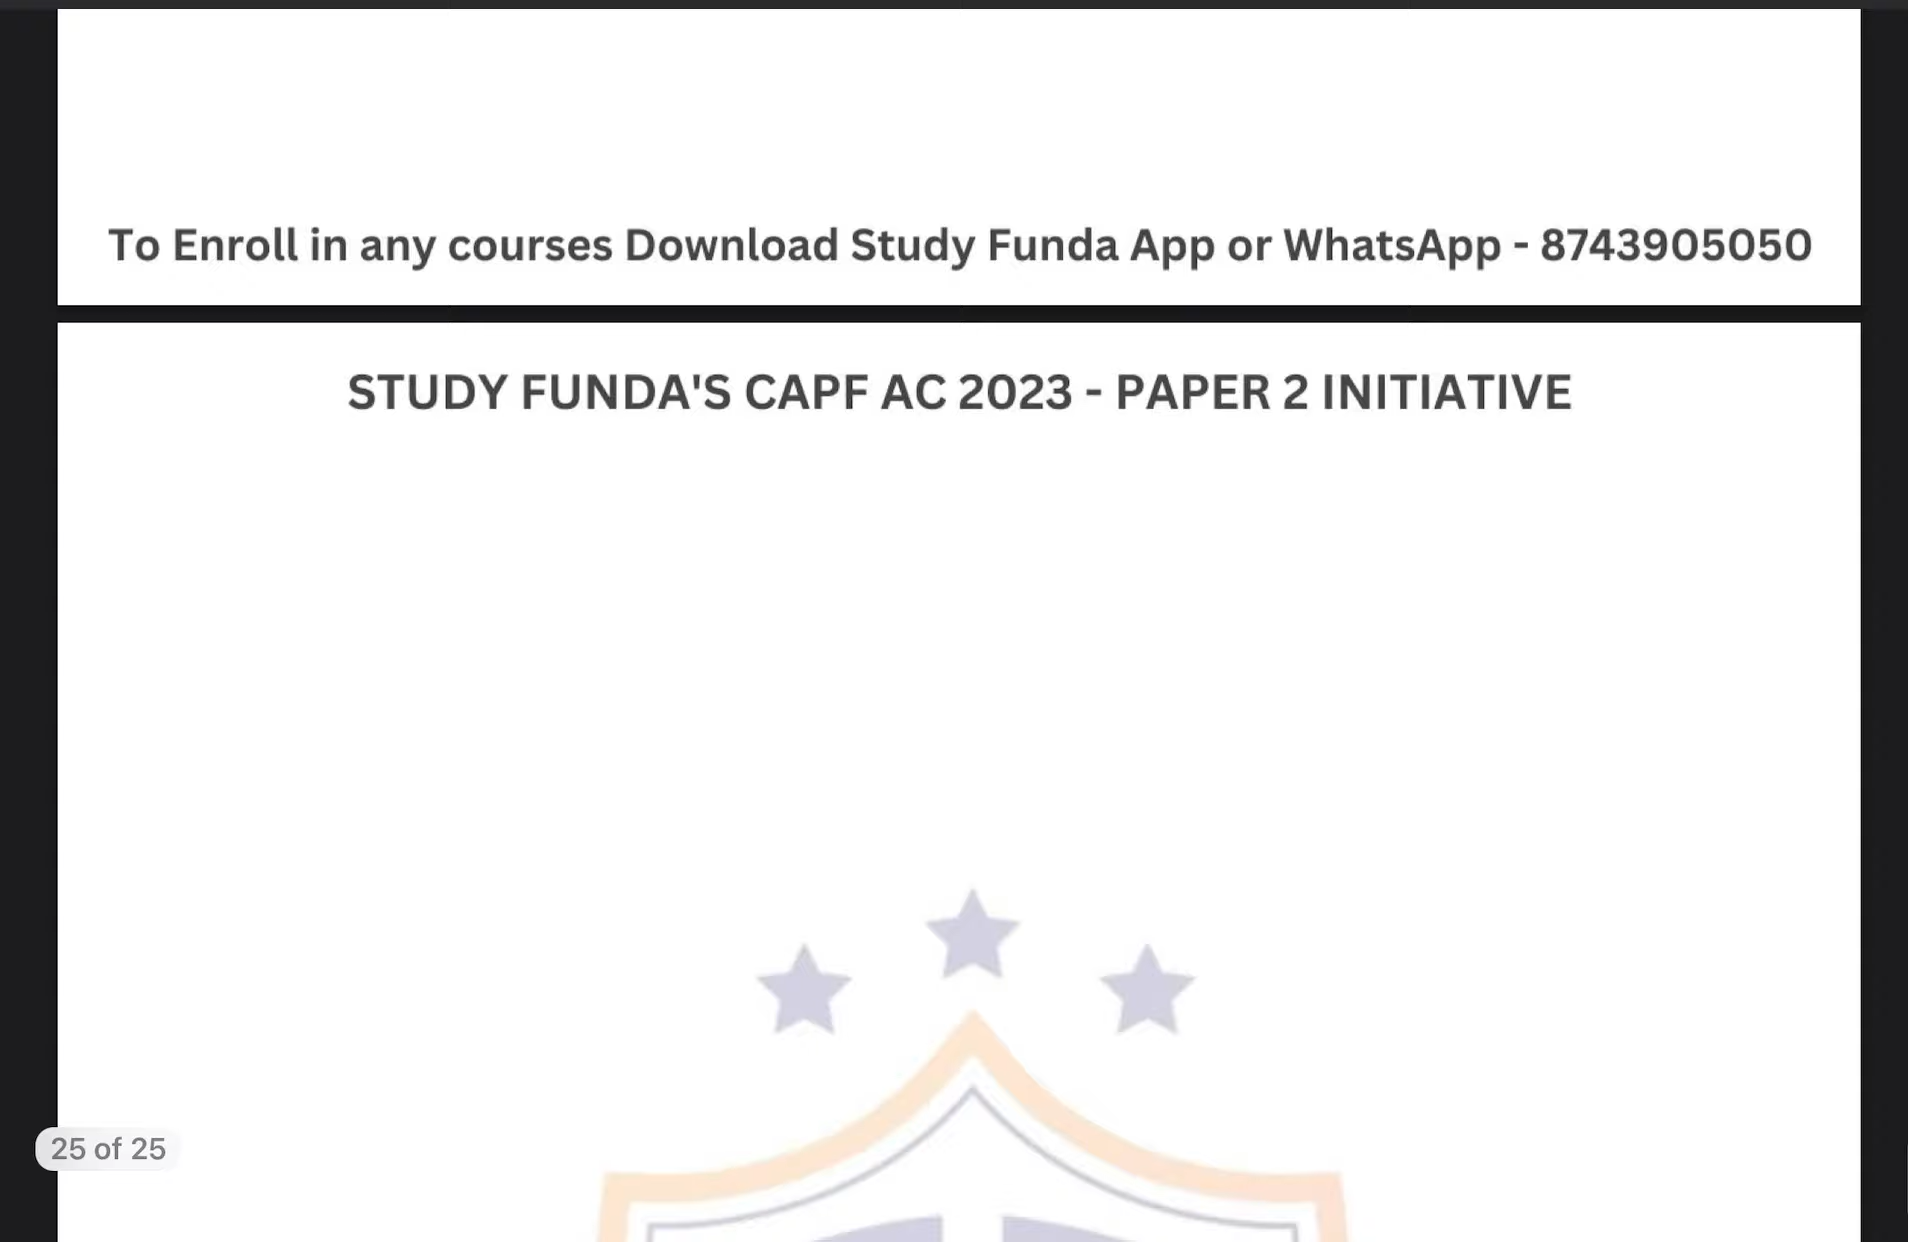 To Enroll in any courses Download Study Funda App or WhatsApp - 8743905050
STUDY FUNDA'S CAPF AC 2023 - PAPER 2 INITIATIVE
25 of 25